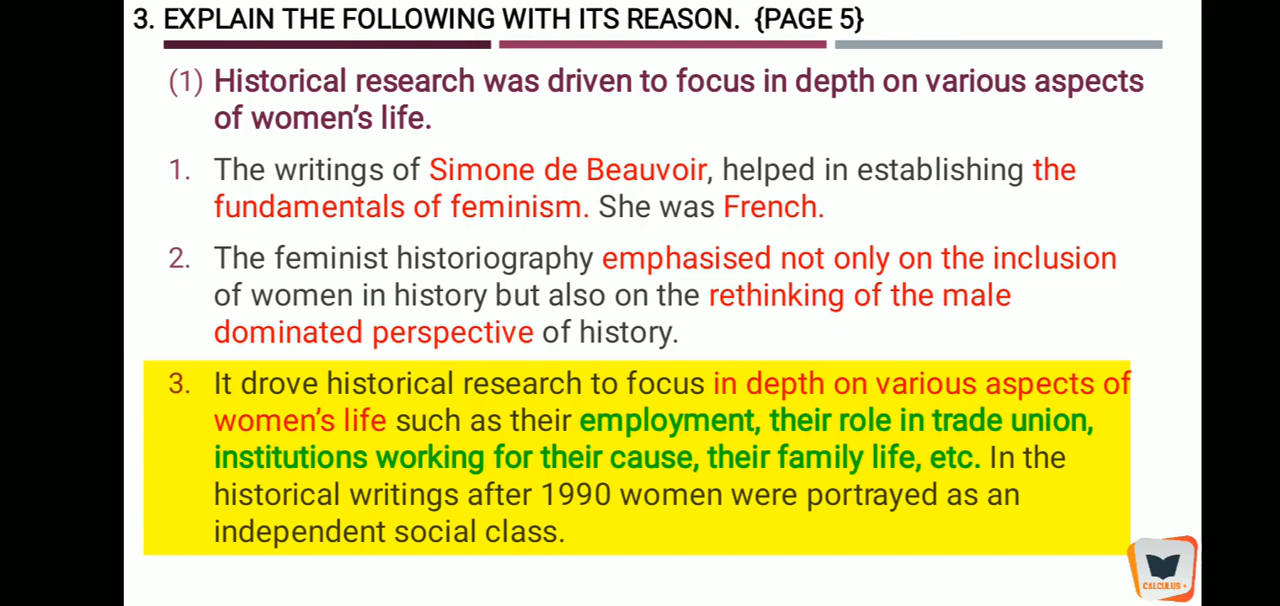 3. EXPLAIN THE FOLLOWING WITH ITS REASON. {PAGE 5}
(1) Historical research was driven to focus in depth on various aspects
of women’s life.
1. The writings of Simone de Beauvoir, helped in establishing the
fundamentals of feminism. She was French.
2. The feminist historiography emphasised not only on the inclusion
of women in history but also on the rethinking of the male
dominated perspective of history.
3. It drove historical research to focus in depth on various aspects of
women’s life such as their employment, their role in trade union,
institutions working for their cause, their family life, etc. In the
historical writings after 1990 women were portrayed as an
independent social class.
CALCULUS +